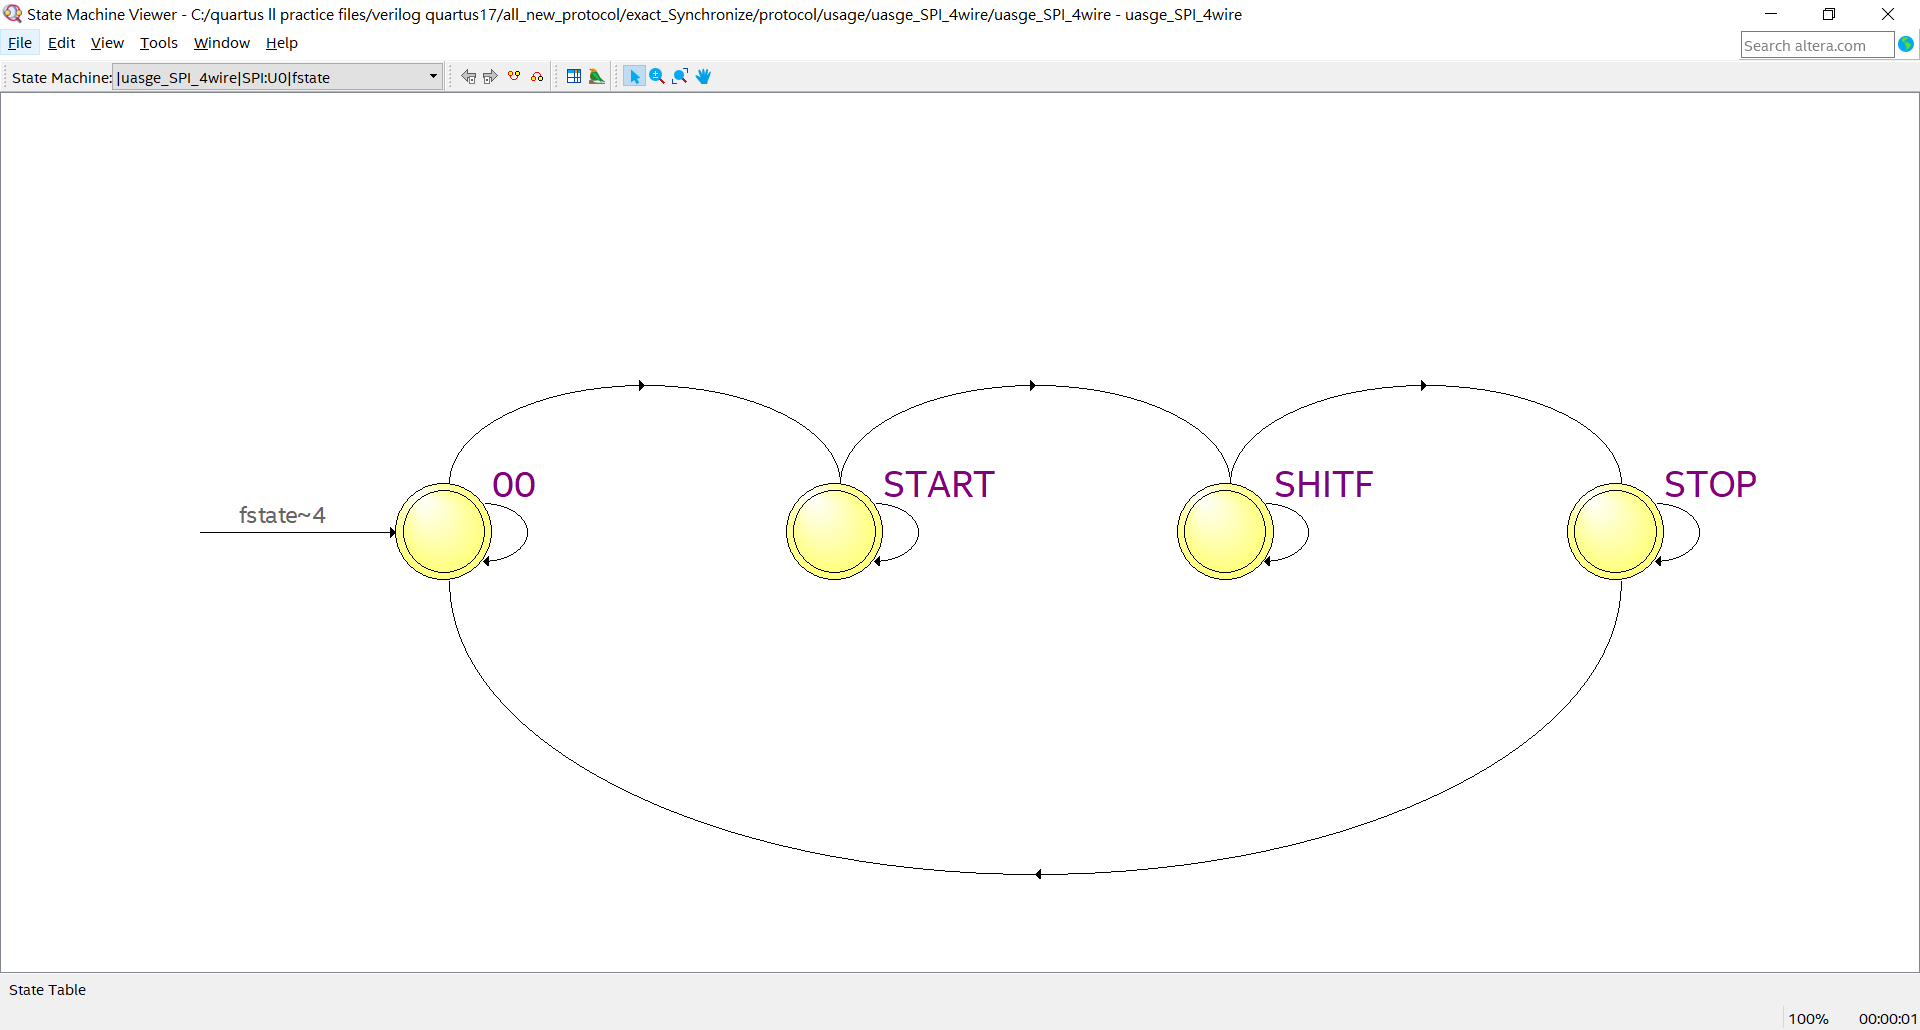 State Machine Viewer - C:/quartus ll practice files/verilog quartus17/all_new_protocol/exact_Synchronize/protocol/usage/uasge_SPI_4wire/uasge_SPI_4wire - uasge_SPI_4wire
File Edit View Tools Window Help
Search altera.com
State Machine: |uasge_SPI_4wire|SPI:U0|fstate
00 START SHITF STOP
fstate~4
State Table
100% 00:00:01